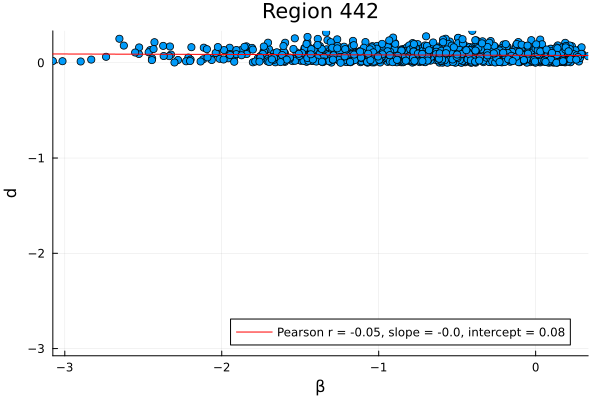 Region 442
0
−1
−2
−3
d
Pearson r = -0.05, slope = -0.0, intercept = 0.08
−3
−2
−1
0
β